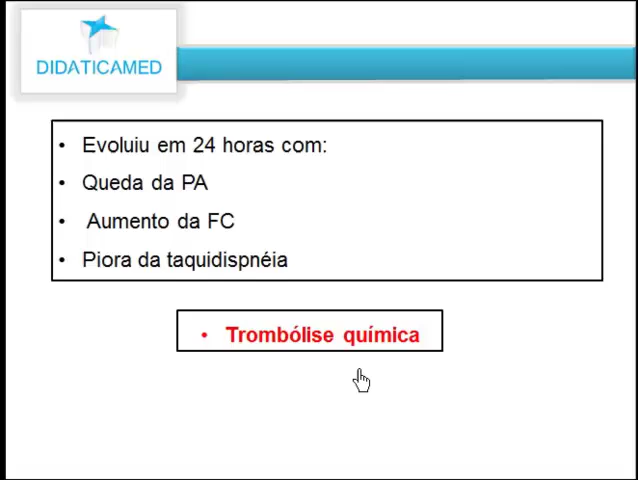 DIDATICAMED
• Evoluiu em 24 horas com:
• Queda da PA
• Aumento da FC
• Piora da taquidispnéia
• Trombólise química